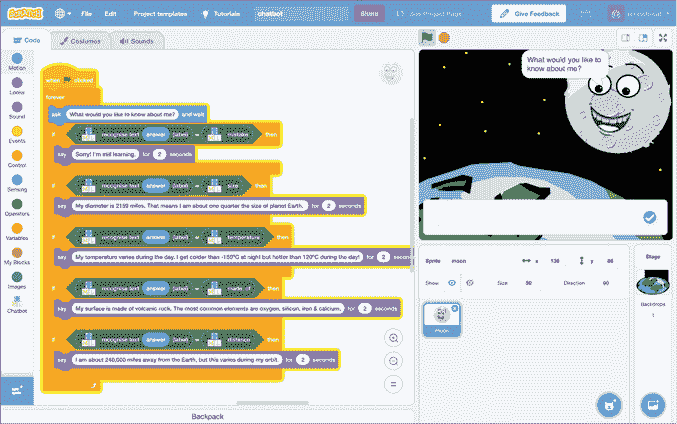 SCRATCH File Edit Project templates Tutorials chatbot Share See Project Page Give Feedback
Code Costumes Sounds
Motion
Looks
Sound
Events
Control
Sensing
Operators
Variables
My Blocks
Images
Chatbot
when clicked
forever
ask What would you like to know about me? and wait
if recognise text answer (label) = mistake then
say Sorry! I'm still learning. for 2 seconds
if recognise text answer (label) = size then
say My diameter is 2159 miles. That means I am about one quarter the size of planet Earth. for 2 seconds
if recognise text answer (label) = then
say My temperature varies during the day. I get colder than -150°C at night but hotter than 120°C during the day! for 2 seconds
if recognise text answer (label) = made of then
say My surface is made of volcanic rock. The most common elements are oxygen, silicon, iron & calcium. for 2 seconds
if recognise text answer (label) = distance then
say I am about 240,000 miles away from the Earth, but this varies during my orbit for 2 seconds
Backpack
What would you like to
know about me?
Sprite moon x y 86
Show Size Direction 90
Moon
Stage
Backdrops
1